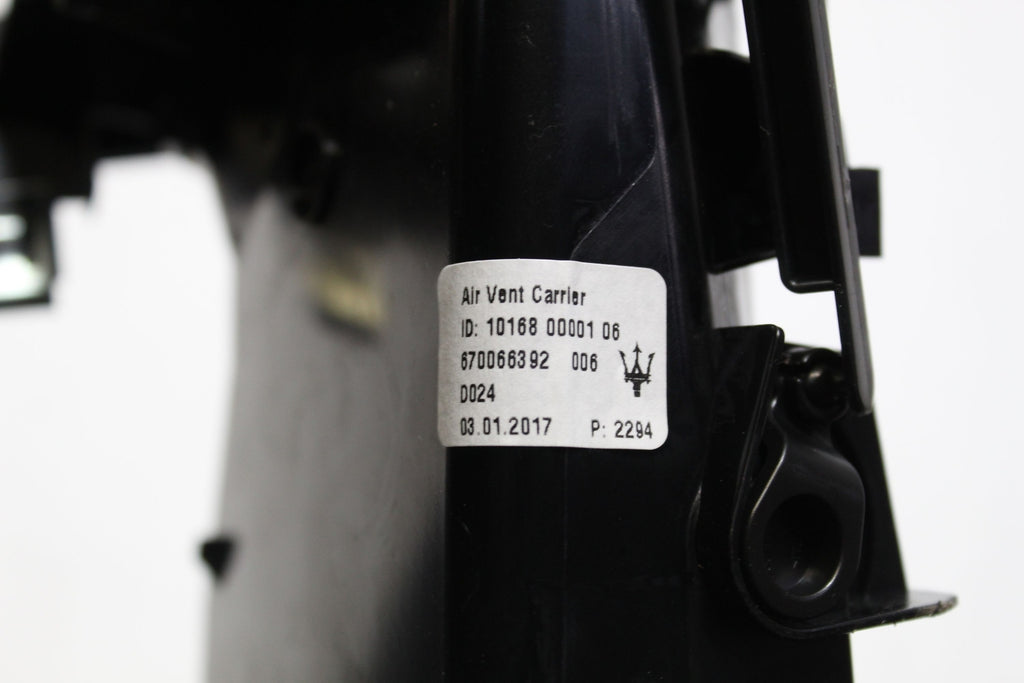 Air Vent Carrier
ID: 10168 00001 06
670066392 006
D024
03.01.2017 P: 2294